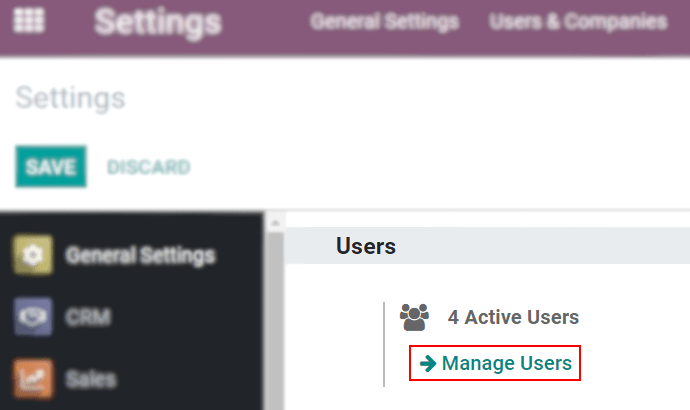 Settings General Settings Users & Companies
Settings
SAVE DISCARD
General Settings
CRM
Sales
Users
4 Active Users
Manage Users